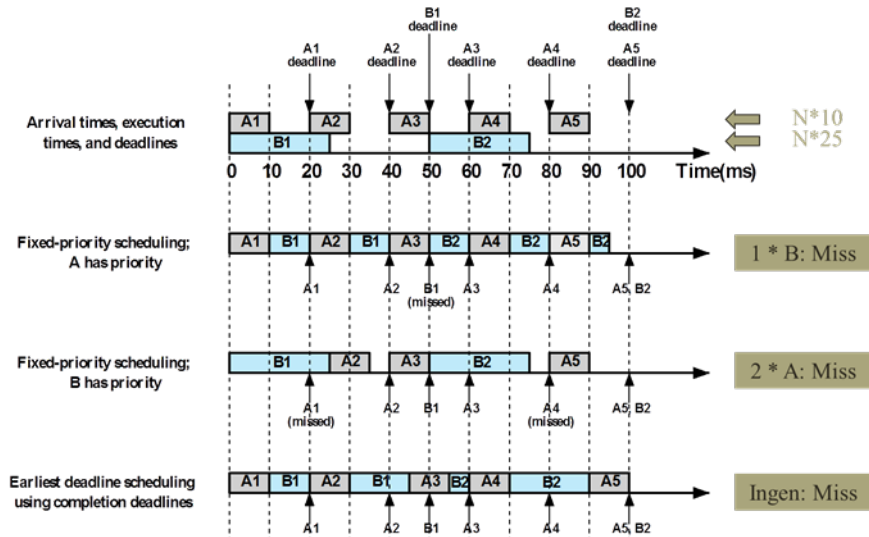 B1
deadline
B2
deadline
A1
deadline
A2
deadline
A3
deadline
A4
deadline
A5
deadline
Arrival times, execution
times, and deadlines
A1 A2 A3 A4 A5
B1 B2
0 10 20 30 40 50 60 70 80 90 100 Time(ms)
N*10
N*25
Fixed-priority scheduling;
A has priority
A1 B1 A2 B1 A3 B2 A4 B2 A5 B2
A1 A2 B1 A3 A4 A5, B2
(missed)
1 * B: Miss
Fixed-priority scheduling;
B has priority
B1 A2 A3 B2 A5
A1 A2 B1 A3 A4 A5, B2
(missed) (missed)
2 * A: Miss
Earliest deadline scheduling
using completion deadlines
A1 B1 A2 B1 A3 B2 A4 B2 A5
A1 A2 B1 A3 A4 A5, B2
Ingen: Miss